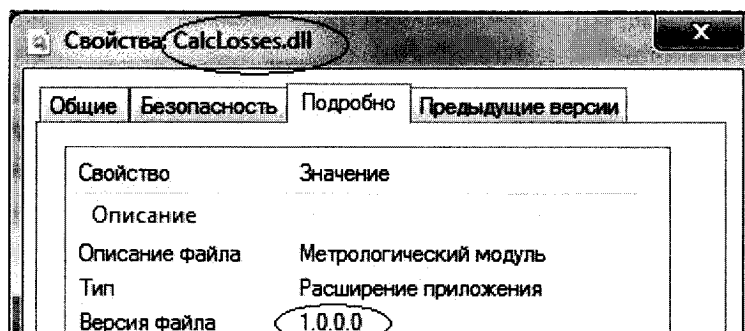 Свойства: CalcLosses.dll
x
Общие Безопасность Подробно Предыдущие версии
Свойство Значение
Описание
Описание файла Метрологический модуль
Тип Расширение приложения
Версия файла 1.0.0.0